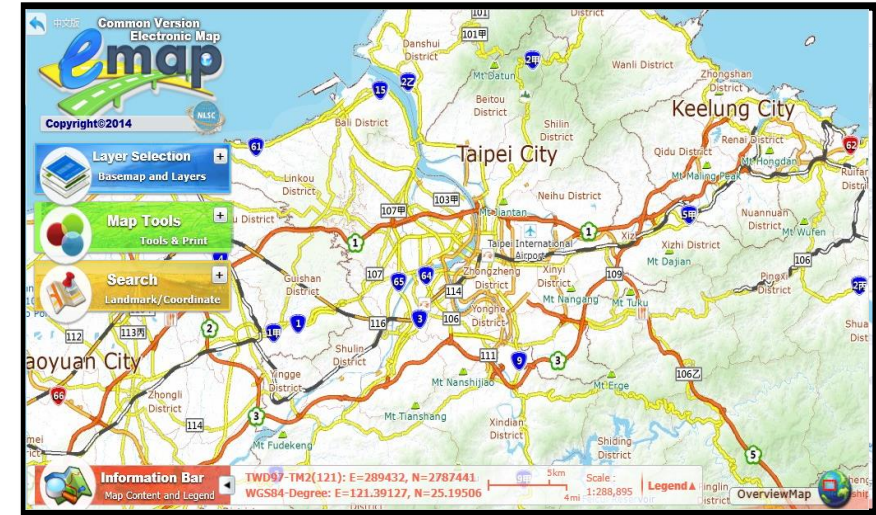 中文版
Common Version
Electronic Map
emap
Copyright©2014
NLSC
Layer Selection
Basemap and Layers
+
Map Tools
Tools & Print
+
Search
Landmark/Coordinate
+
101
District
101甲
Danshui
District
2甲
Wanli District
Mt Datun
2乙
15
Zhongshan
District
Beitou
District
Keelung City
Bali District
Shilin
District
61
Renai District
62
Taipei City
Qidu District
Mt Hongdan
Mt Maling Peak
Linkou
District
103甲
Neihu District
107甲
Mt Jiantan
5甲
Nuannuan
District
Mt Wufen
1
1
Taipei International
Airport
Xizhi District
Mt Dajian
106
4
Guishan
District
107
65
64
Zhongzheng
District
Xinyi
District
109
Pingxi
District
2丙
114
Mt Nangang
Mt Tuku
Yonghe
District
112
113丙
2
1甲
1
116
3
106
aoyuan City
Shulin
District
111
9
3
106乙
Yingge
District
Mt Nanshijiao
Mt Erge
66
Zhongli
District
Mt Tianshang
3
114
Xindian
District
Mt Fudekeng
Shiding
District
5
Information Bar
Map Content and Legend
TWD97-TM2(121): E=289432, N=2787441
WGS84-Degree: E=121.39127, N=25.19506
5km
4mi
Scale :
1:288,895
Legend▲
OverviewMap